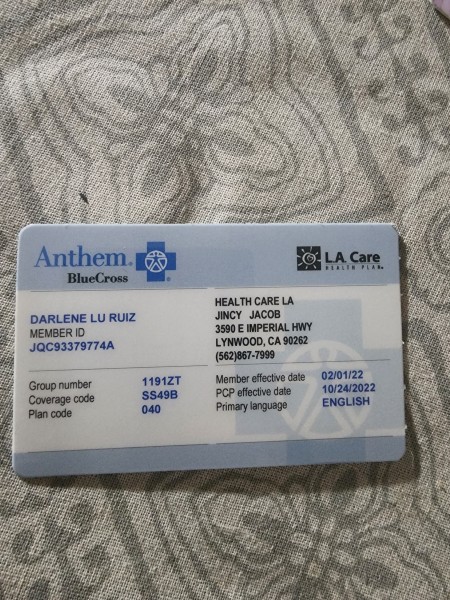 Anthem.
BlueCross
L.A. Care
HEALTH PLAN®
DARLENE LU RUIZ
MEMBER ID
JQC93379774A
HEALTH CARE LA
JINCY JACOB
3590 E IMPERIAL HWY
LYNWOOD, CA 90262
(562)867-7999
Group number 1191ZT
Coverage code SS49B
Plan code 040
Member effective date 02/01/22
PCP effective date 10/24/2022
Primary language ENGLISH